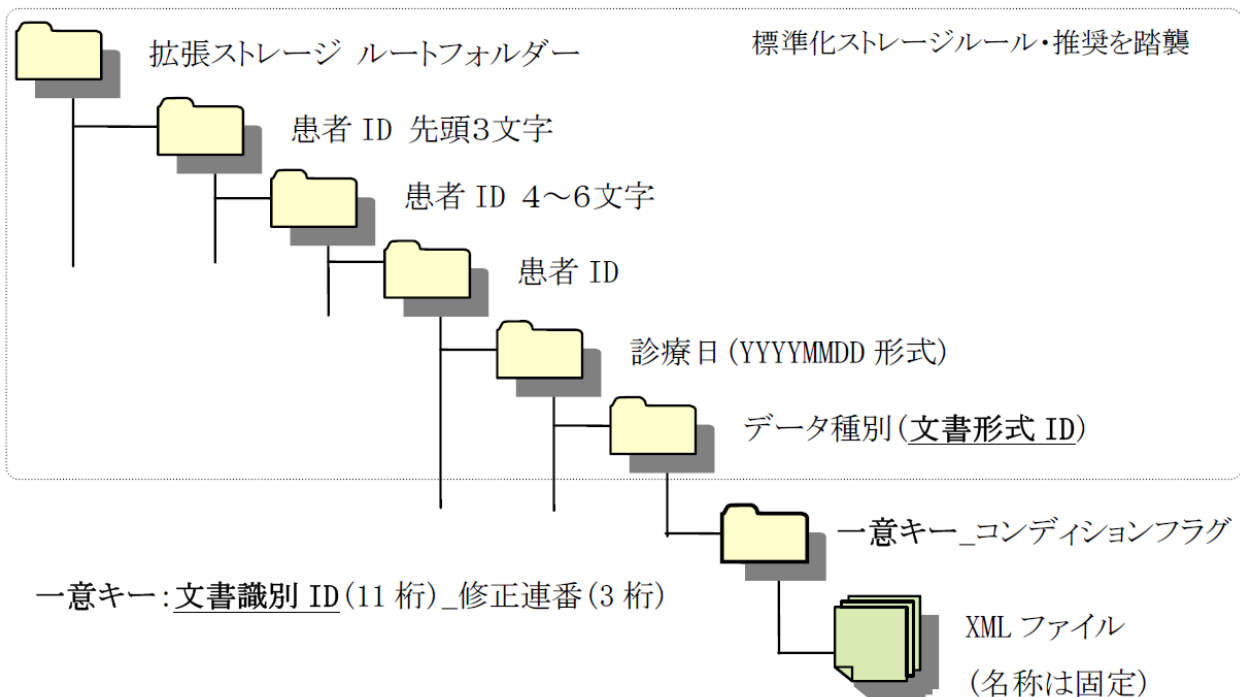 拡張ストレージ ルートフォルダー
標準化ストレージルール・推奨を踏襲
患者 ID 先頭３文字
患者 ID ４～６文字
患者 ID
診療日(YYYYMMDD 形式)
データ種別(文書形式 ID)
一意キー_コンディションフラグ
一意キー:文書識別 ID(11 桁)_修正連番(3 桁)
XML ファイル
(名称は固定)